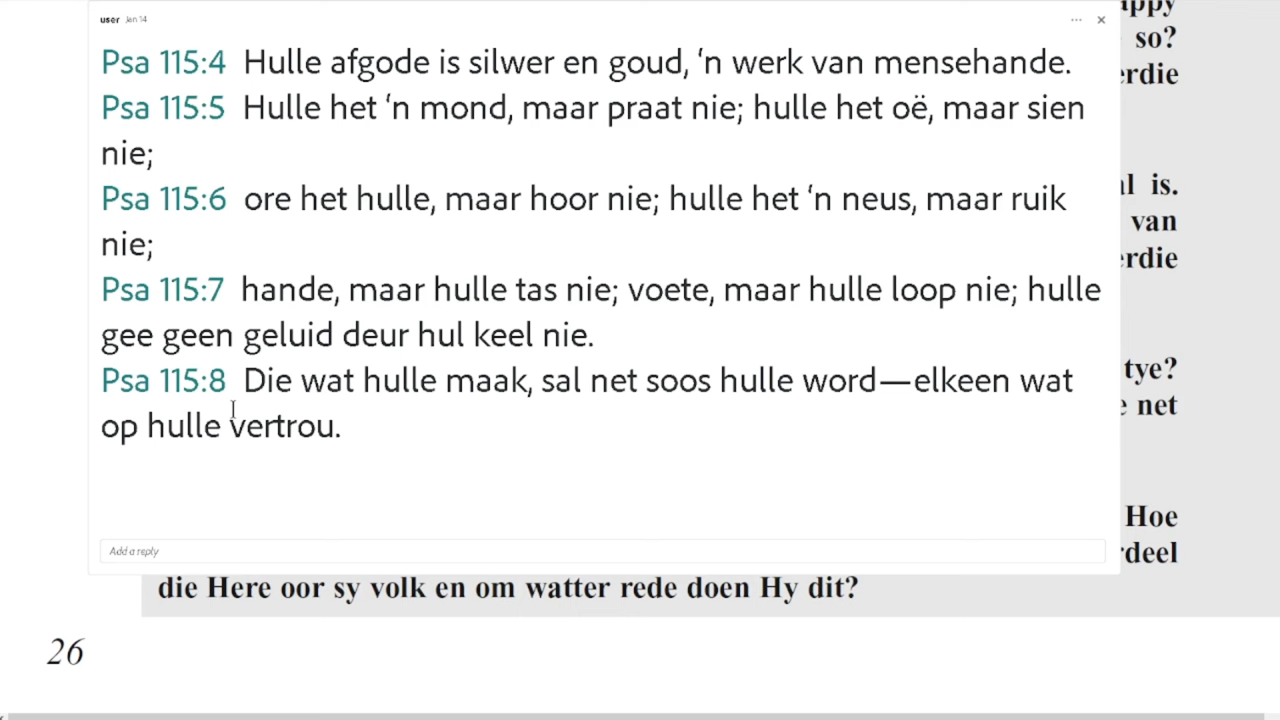 user Jan 14
Psa 115:4 Hulle afgode is silwer en goud, ‘n werk van mensehande.
Psa 115:5 Hulle het ‘n mond, maar praat nie; hulle het oë, maar sien
nie;
Psa 115:6 ore het hulle, maar hoor nie; hulle het ‘n neus, maar ruik
nie;
Psa 115:7 hande, maar hulle tas nie; voete, maar hulle loop nie; hulle
gee geen geluid deur hul keel nie.
Psa 115:8 Die wat hulle maak, sal net soos hulle word—elkeen wat
op hulle vertrou.
Add a reply
so?
is.
van
tye?
net
Hoe
die Here oor sy volk en om watter rede doen Hy dit?
26